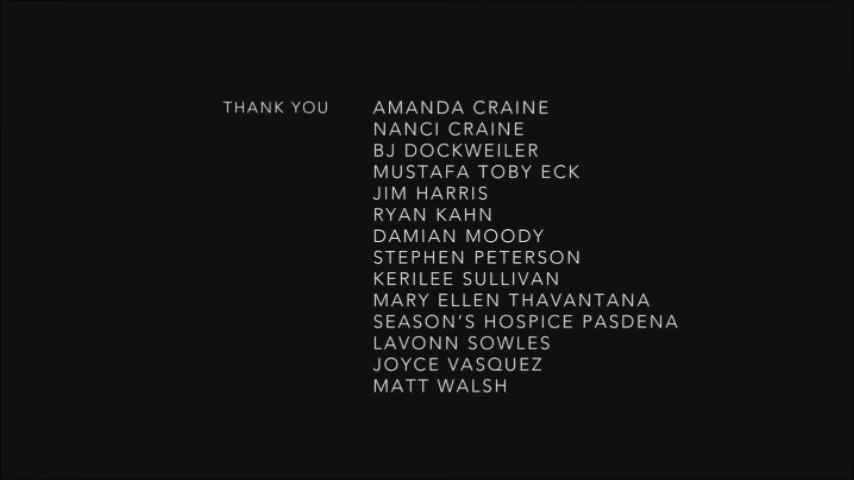 THANK YOU AMANDA CRAINE
NANCI CRAINE
BJ DOCKWEILER
MUSTAFA TOBY ECK
JIM HARRIS
RYAN KAHN
DAMIAN MOODY
STEPHEN PETERSON
KERILEE SULLIVAN
MARY ELLEN THAVANTANA
SEASON'S HOSPICE PASDENA
LAVONN SOWLES
JOYCE VASQUEZ
MATT WALSH